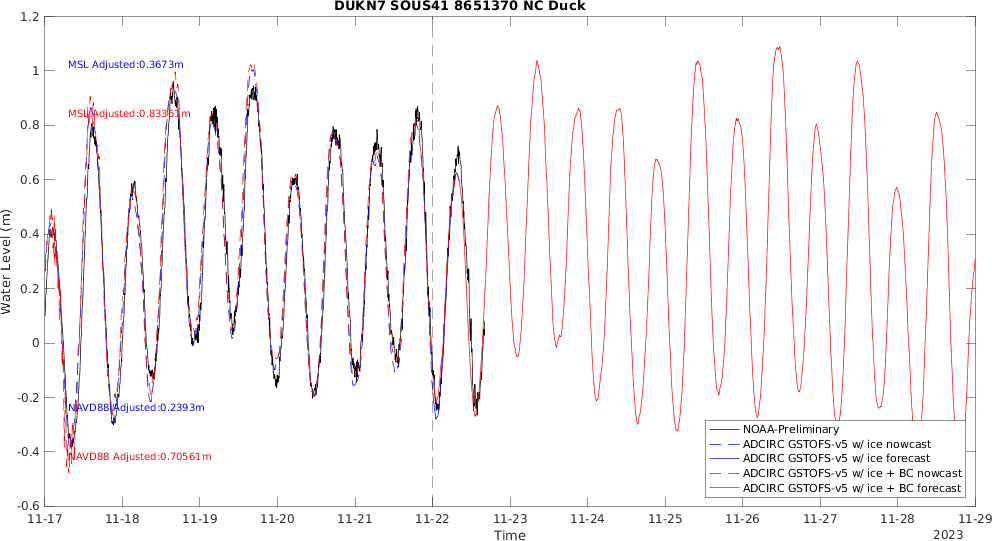 DUKN7 SOUS41 8651370 NC Duck
1.2
1
0.8
0.6
0.4
0.2
0
-0.2
-0.4
-0.6
Water Level (m)
MSL Adjusted:0.3673m
MSL Adjusted:0.83361m
NAVD88 Adjusted:0.2393m
NAVD88 Adjusted:0.70561m
NOAA-Preliminary
ADCIRC GSTOFS-v5 w/ ice nowcast
ADCIRC GSTOFS-v5 w/ ice forecast
ADCIRC GSTOFS-v5 w/ ice + BC nowcast
ADCIRC GSTOFS-v5 w/ ice + BC forecast
11-17 11-18 11-19 11-20 11-21 11-22 11-23 11-24 11-25 11-26 11-27 11-28 11-29
Time
2023